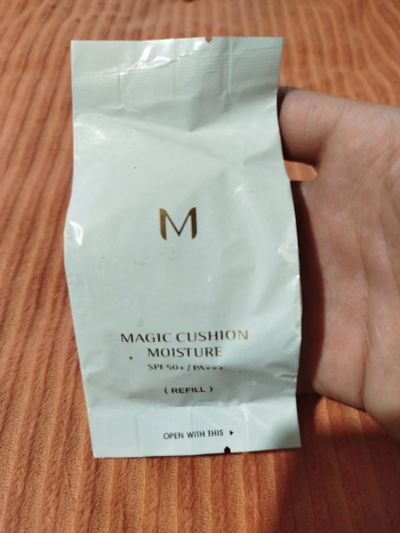 M
MAGIC CUSHION
MOISTURE
SPF 50+ / PA+++
( REFILL )
OPEN WITH THIS ▶